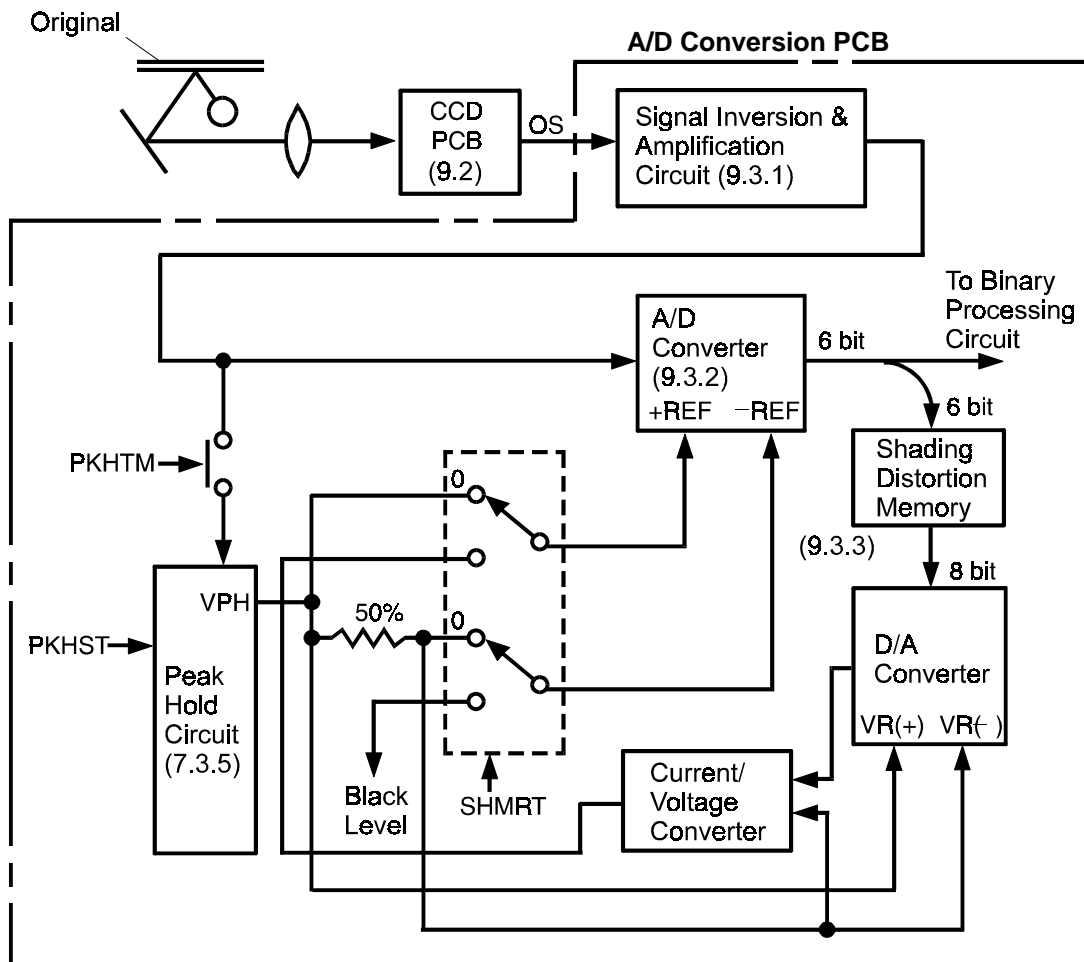 Original
A/D Conversion PCB
CCD
PCB
(9.2)
OS
Signal Inversion &
Amplification
Circuit (9.3.1)
A/D
Converter
(9.3.2)
+REF −REF
6 bit
To Binary
Processing
Circuit
6 bit
Shading
Distortion
Memory
(9.3.3)
8 bit
PKHTM
0
VPH
50%
0
PKHST
Peak
Hold
Circuit
(7.3.5)
Black
Level
SHMRT
D/A
Converter
VR(+) VR(− )
Current/
Voltage
Converter